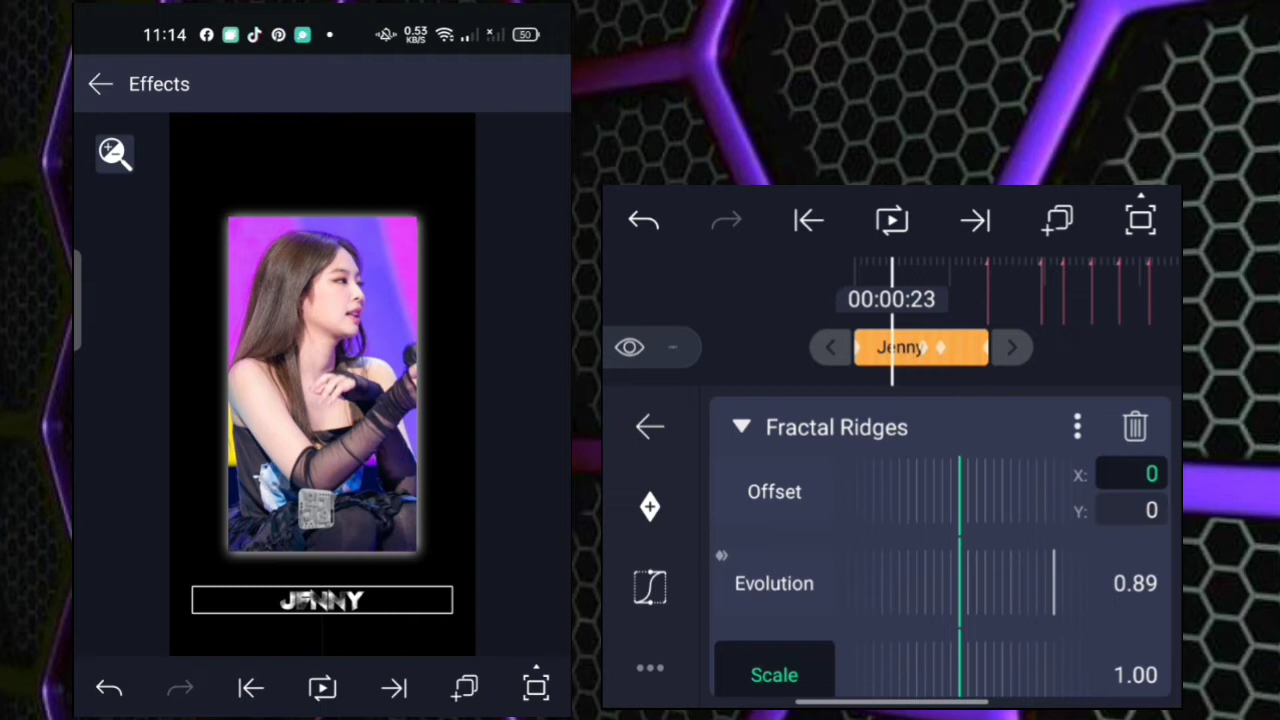 11:14
0.53
KB/S
50
Effects
JENNY
00:00:23
Jenny
Fractal Ridges
Offset
X: 0
Y: 0
Evolution 0.89
Scale 1.00